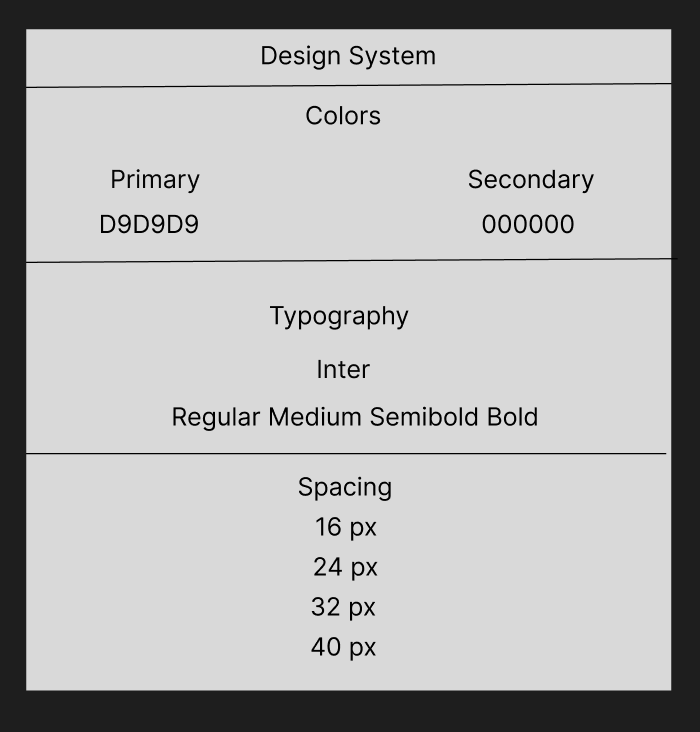 Design System
Colors
Primary Secondary
D9D9D9 000000
Typography
Inter
Regular Medium Semibold Bold
Spacing
16 px
24 px
32 px
40 px